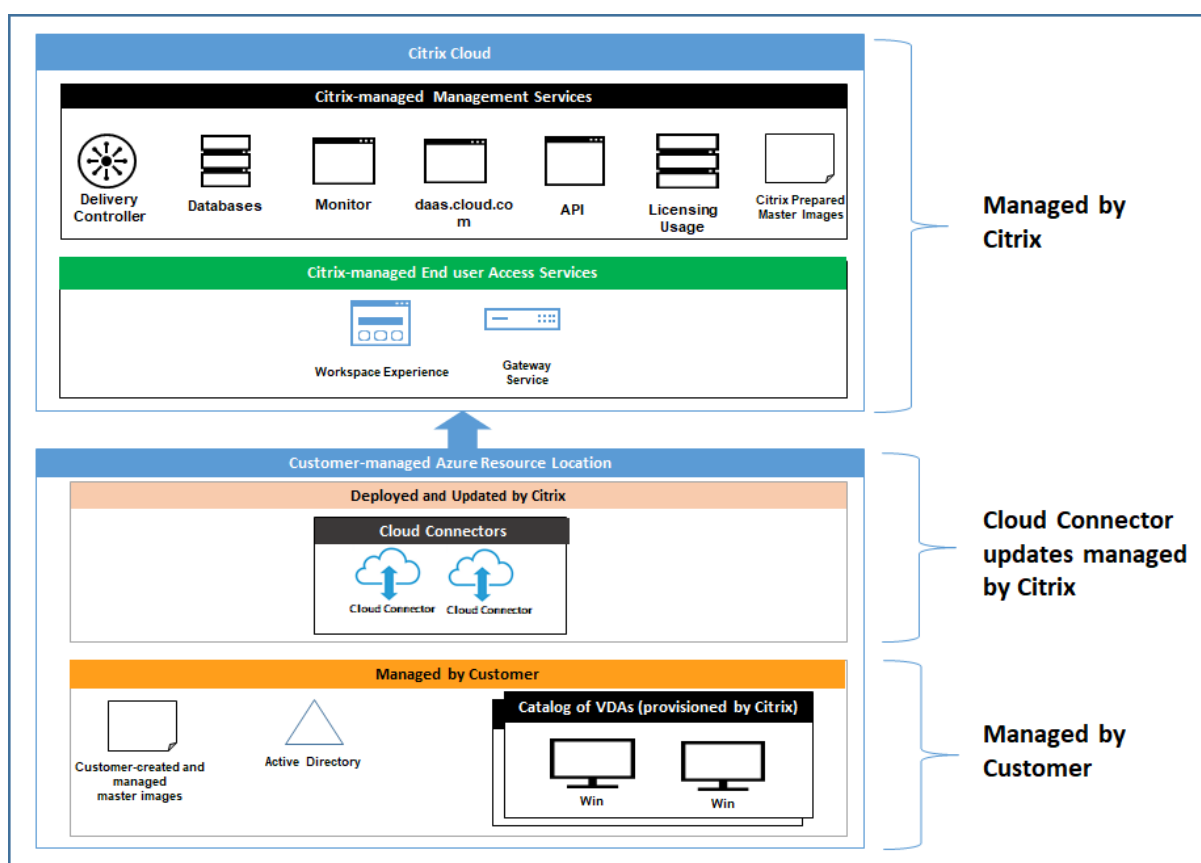 Citrix Cloud
Citrix-managed Management Services
Delivery
Controller
Databases
Monitor
daas.cloud.co
m
API
Licensing
Usage
Citrix Prepared
Master Images
Managed by
Citrix
Citrix-managed End user Access Services
Workspace Experience
Gateway
Service
Customer-managed Azure Resource Location
Deployed and Updated by Citrix
Cloud Connectors
Cloud Connector
Cloud Connector
Cloud Connector
updates managed
by Citrix
Managed by Customer
Customer-created and
managed
master images
Active Directory
Catalog of VDAs (provisioned by Citrix)
Win
Win
Managed by
Customer